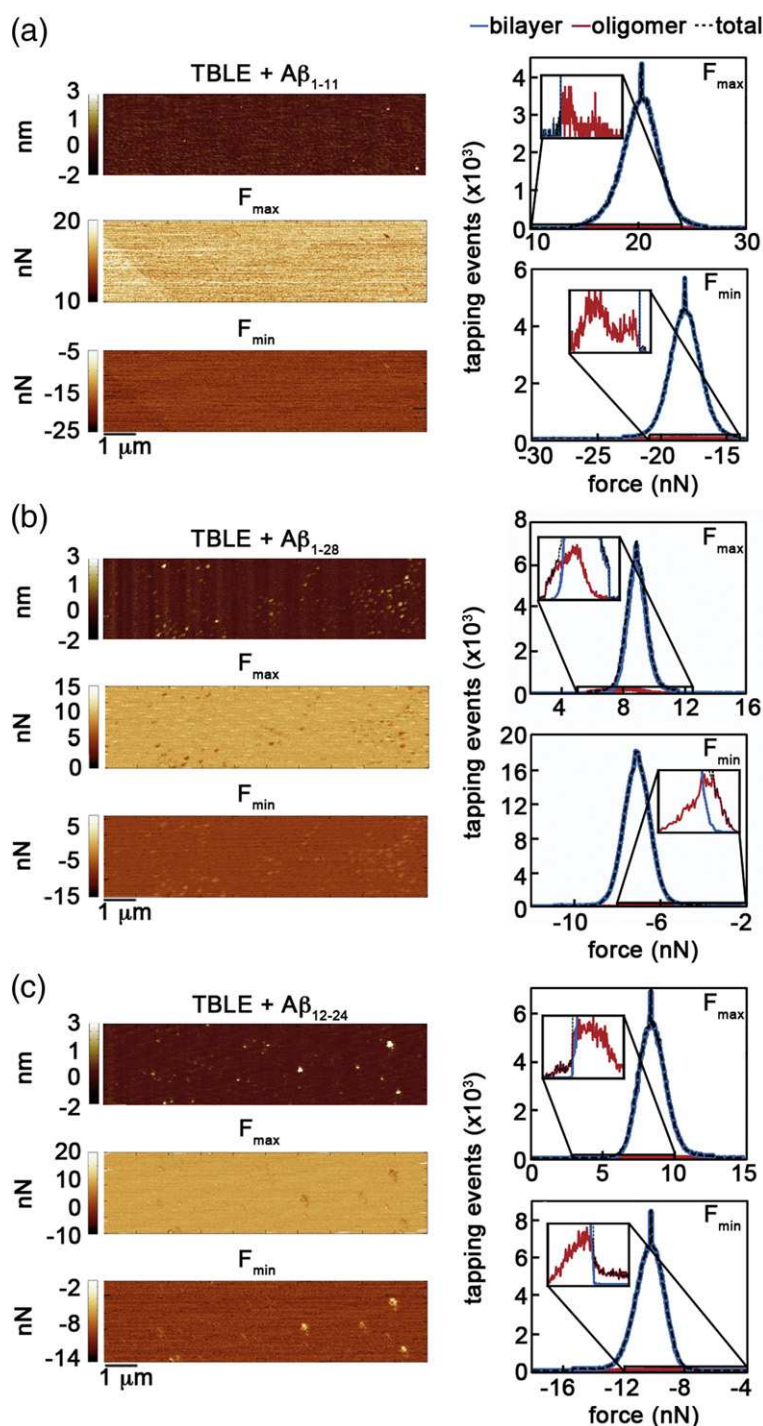 (a)
bilayer oligomer total
TBLE + Aβ1-11
3
1
0
-2
nm
Fmax
20
15
10
nN
Fmin
-5
-15
-25
nN
1 μm
Fmax
4
3
2
1
0
10 20 30
Fmin
6
4
2
0
-30 -25 -20 -15
tapping events (x10³)
force (nN)
(b)
TBLE + Aβ1-28
3
1
0
-2
nm
Fmax
15
10
5
0
nN
Fmin
5
-5
-15
nN
1 μm
Fmax
8
6
4
2
0
4 8 12 16
Fmin
20
16
12
8
4
0
-10 -6 -2
tapping events (x10³)
force (nN)
(c)
TBLE + Aβ12-24
3
1
0
-2
nm
Fmax
20
10
0
-10
nN
Fmin
-2
-8
-14
nN
1 μm
Fmax
6
4
2
0
0 5 10 15
Fmin
8
6
4
2
0
-16 -12 -8 -4
tapping events (x10³)
force (nN)